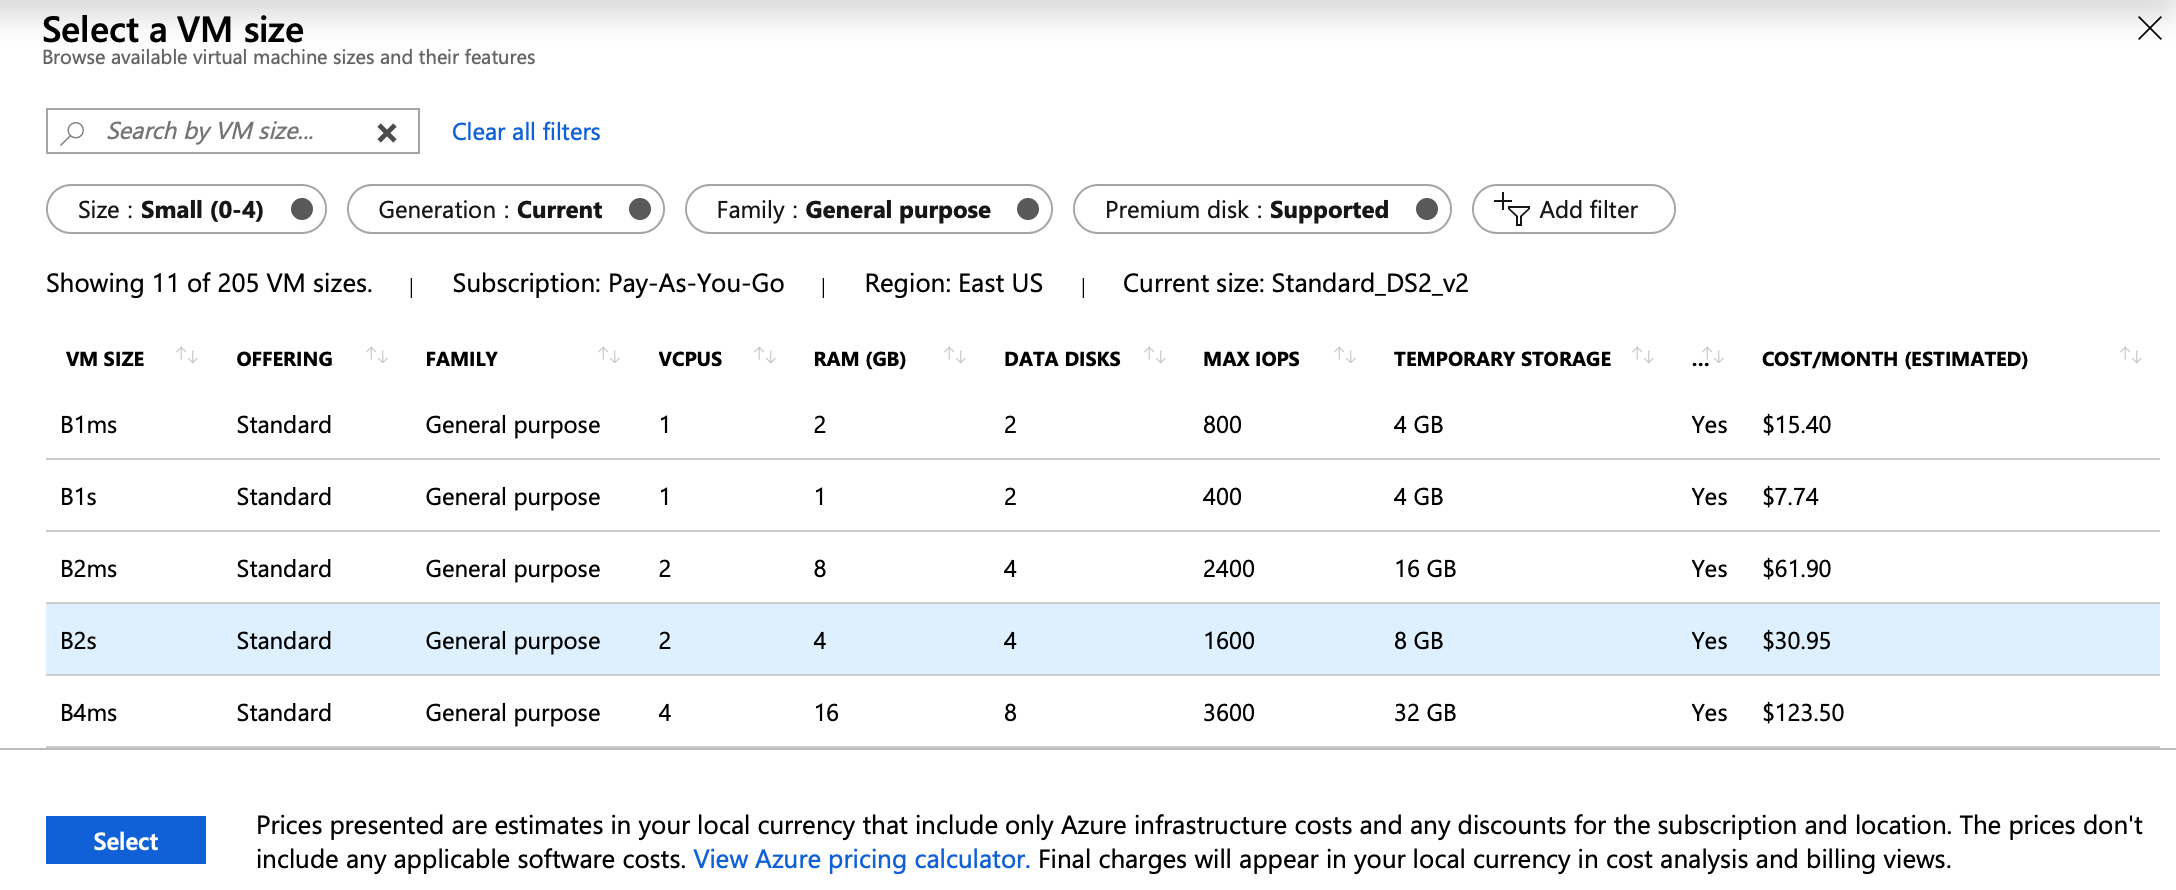 Select a VM size
Browse available virtual machine sizes and their features
Search by VM size... Clear all filters
Size : Small (0-4) Generation : Current Family : General purpose Premium disk : Supported Add filter
Showing 11 of 205 VM sizes. | Subscription: Pay-As-You-Go | Region: East US | Current size: Standard_DS2_v2
VM SIZE OFFERING FAMILY VCPUS RAM (GB) DATA DISKS MAX IOPS TEMPORARY STORAGE ... COST/MONTH (ESTIMATED)
B1ms Standard General purpose 1 2 2 800 4 GB Yes $15.40
B1s Standard General purpose 1 1 2 400 4 GB Yes $7.74
B2ms Standard General purpose 2 8 4 2400 16 GB Yes $61.90
B2s Standard General purpose 2 4 4 1600 8 GB Yes $30.95
B4ms Standard General purpose 4 16 8 3600 32 GB Yes $123.50
Select
Prices presented are estimates in your local currency that include only Azure infrastructure costs and any discounts for the subscription and location. The prices don't
include any applicable software costs. View Azure pricing calculator. Final charges will appear in your local currency in cost analysis and billing views.